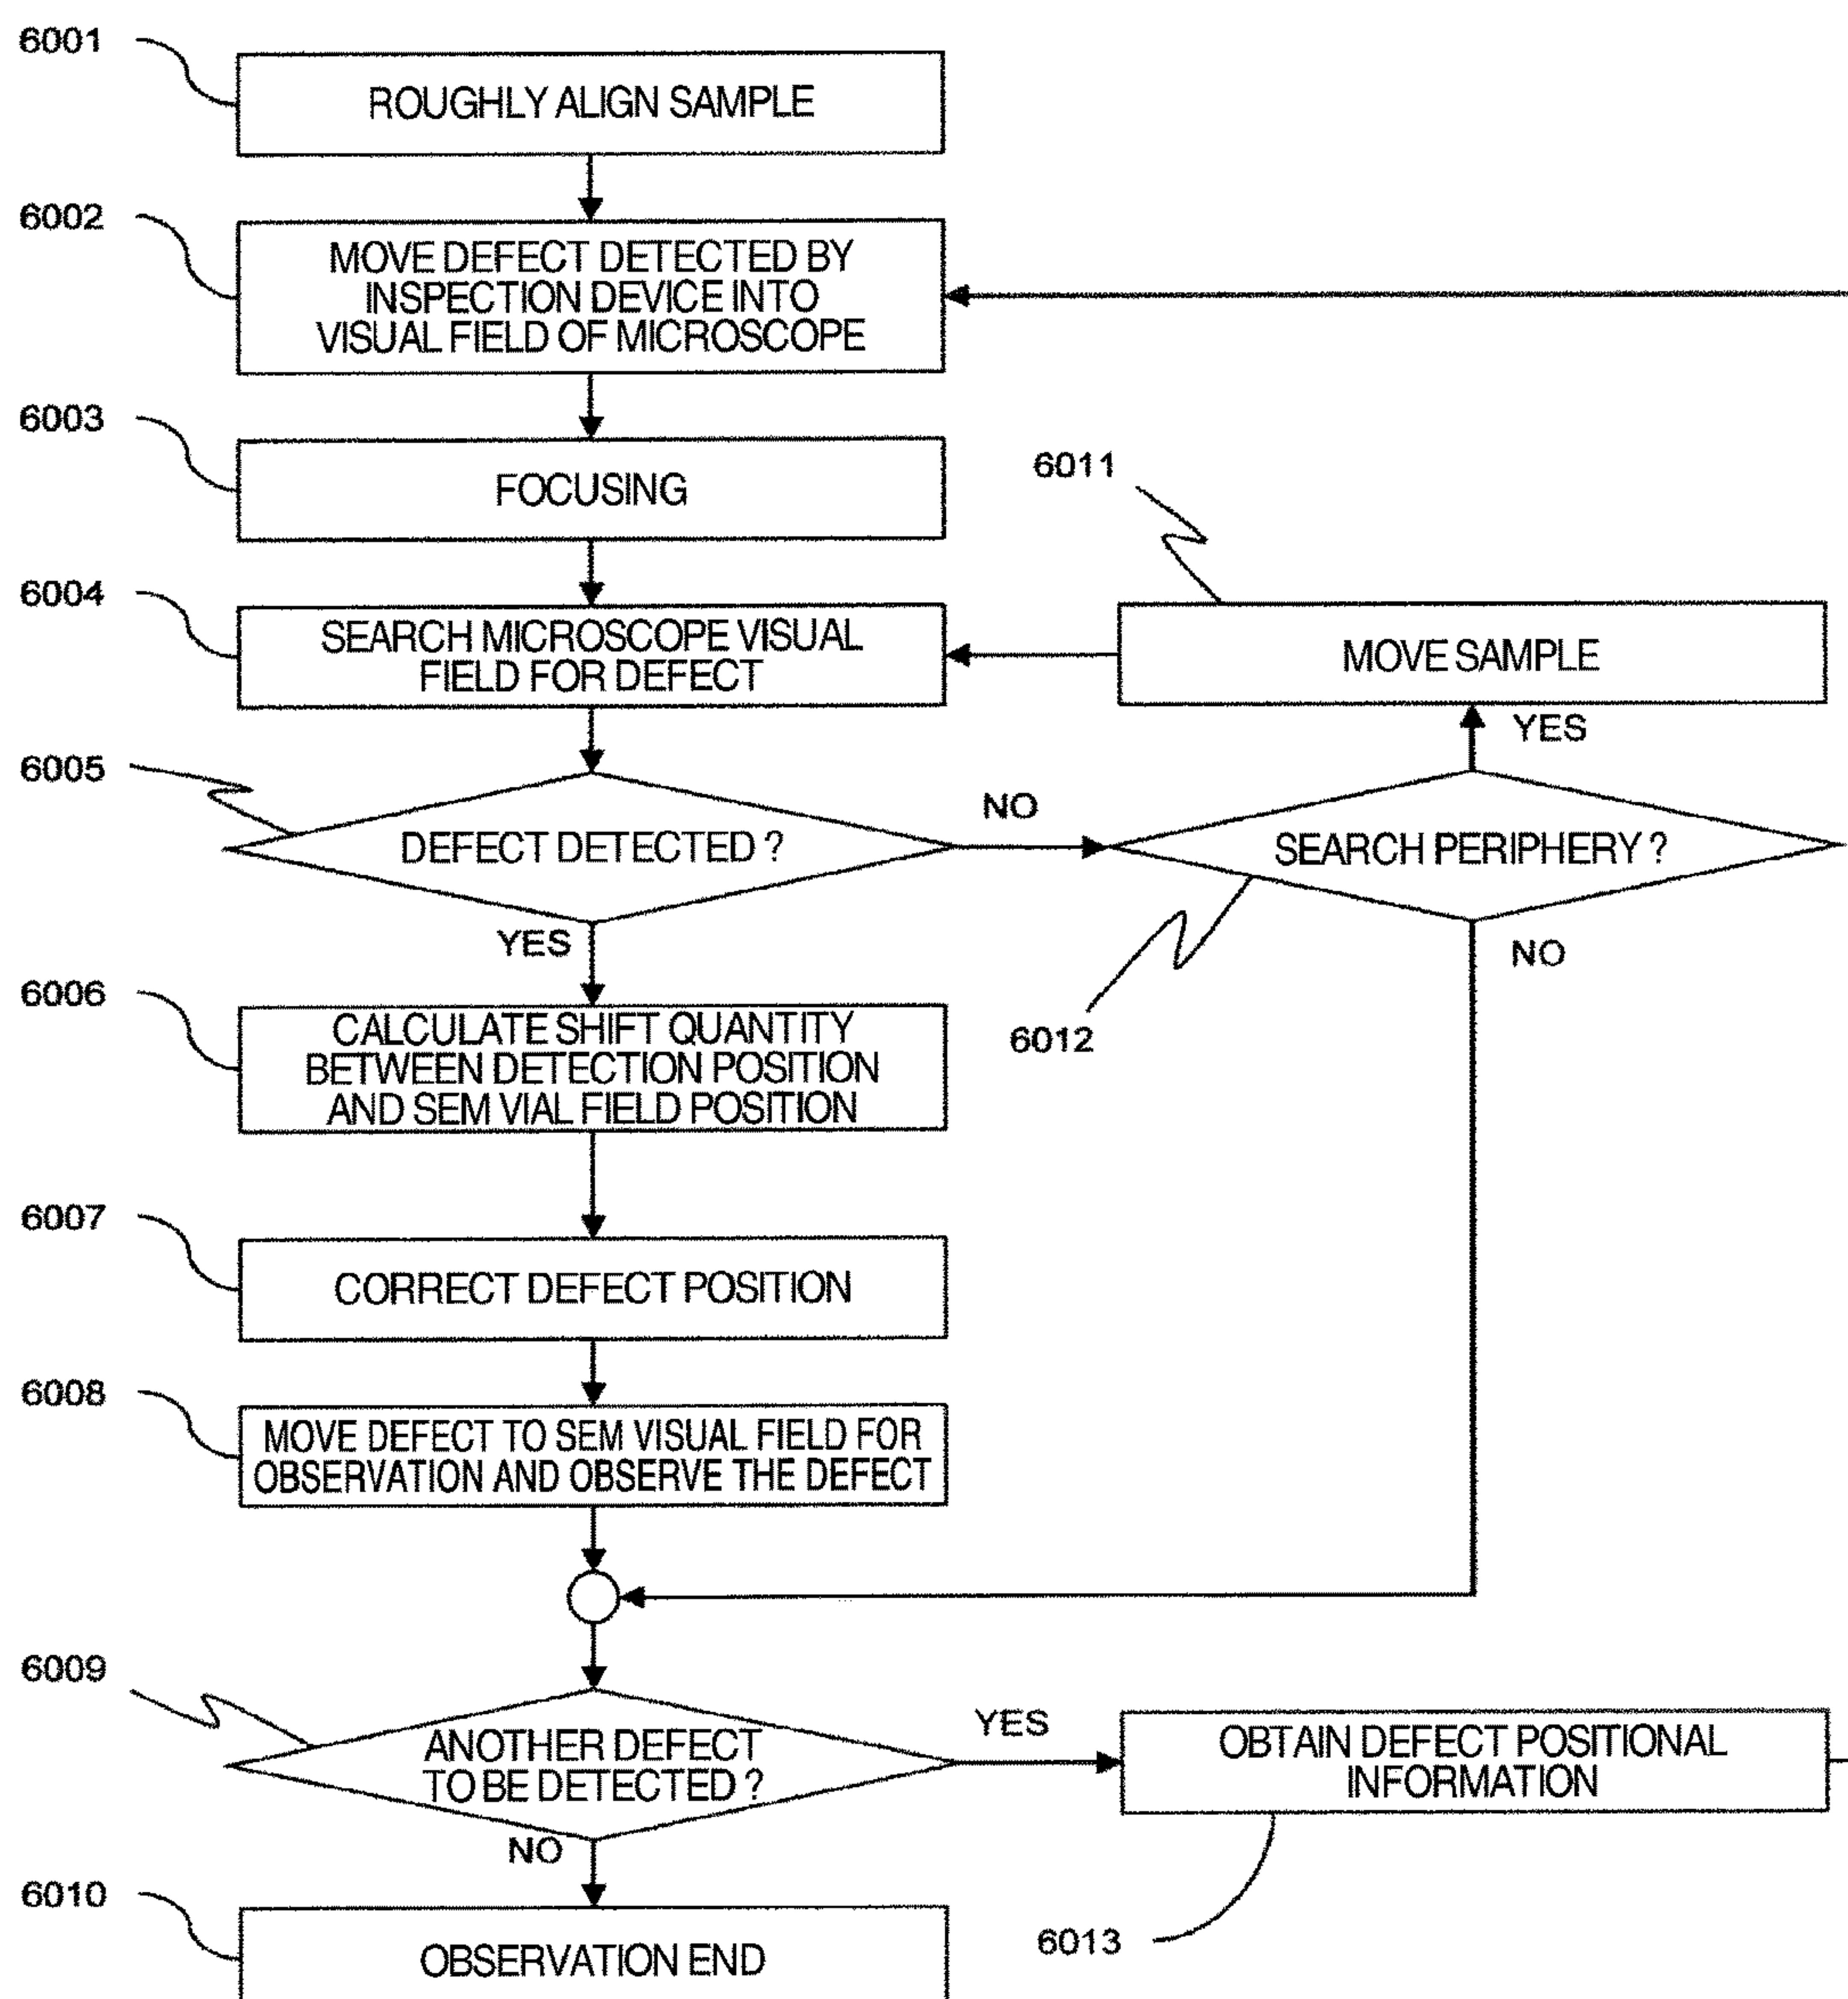 6001
ROUGHLY ALIGN SAMPLE
6002
MOVE DEFECT DETECTED BY
INSPECTION DEVICE INTO
VISUAL FIELD OF MICROSCOPE
6003
FOCUSING
6011
6004
SEARCH MICROSCOPE VISUAL
FIELD FOR DEFECT
MOVE SAMPLE
YES
6005
DEFECT DETECTED ?
NO
SEARCH PERIPHERY ?
YES
NO
6012
6006
CALCULATE SHIFT QUANTITY
BETWEEN DETECTION POSITION
AND SEM VIAL FIELD POSITION
6007
CORRECT DEFECT POSITION
6008
MOVE DEFECT TO SEM VISUAL FIELD FOR
OBSERVATION AND OBSERVE THE DEFECT
6009
ANOTHER DEFECT
TO BE DETECTED ?
YES
OBTAIN DEFECT POSITIONAL
INFORMATION
NO
6013
6010
OBSERVATION END